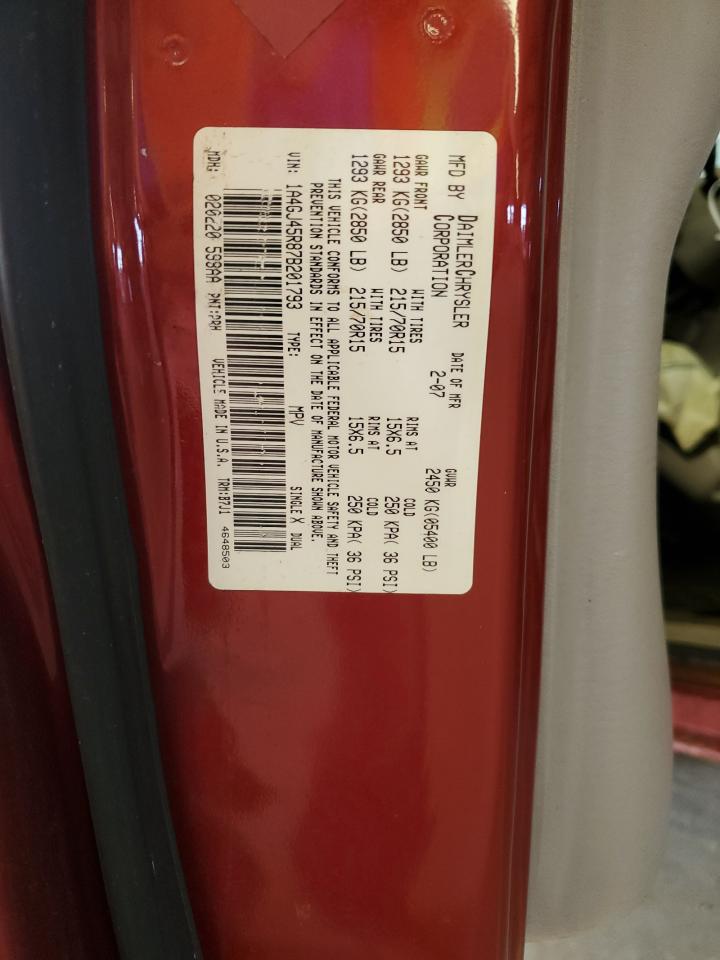 MFD BY DAIMLERCHRYSLER CORPORATION
DATE OF MFR 2-07
GVWR 2450 KG(05400 LB)
GAWR FRONT WITH TIRES RIMS AT COLD
1293 KG(2850 LB) 215/70R15 15X6.5 250 KPA( 36 PSI)
GAWR REAR WITH TIRES RIMS AT COLD
1293 KG(2850 LB) 215/70R15 15X6.5 250 KPA( 36 PSI)
THIS VEHICLE CONFORMS TO ALL APPLICABLE FEDERAL MOTOR VEHICLE SAFETY AND THEFT
PREVENTION STANDARDS IN EFFECT ON THE DATE OF MANUFACTURE SHOWN ABOVE.
VIN: 1A4GJ45R87B201793 TYPE: MPV SINGLE X DUAL
MDH: 020220 599AA PNT:PRH VEHICLE MADE IN U.S.A. TRM:B7J1 4648503